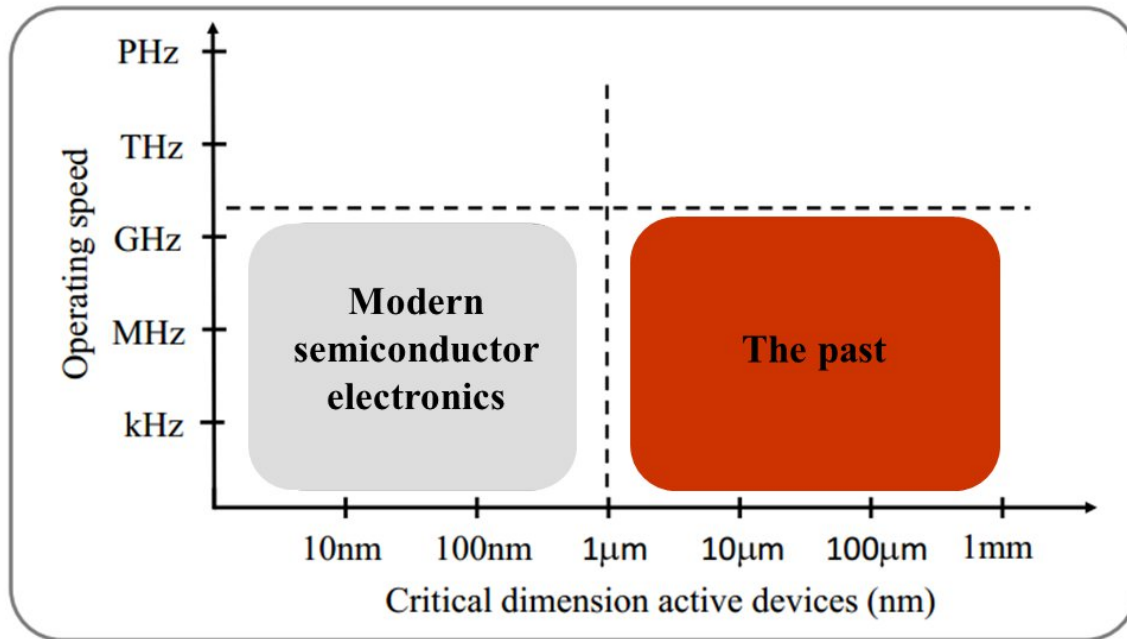 PHz
THz
GHz
MHz
kHz
Operating speed
Modern
semiconductor
electronics
The past
10nm 100nm 1μm 10μm 100μm 1mm
Critical dimension active devices (nm)